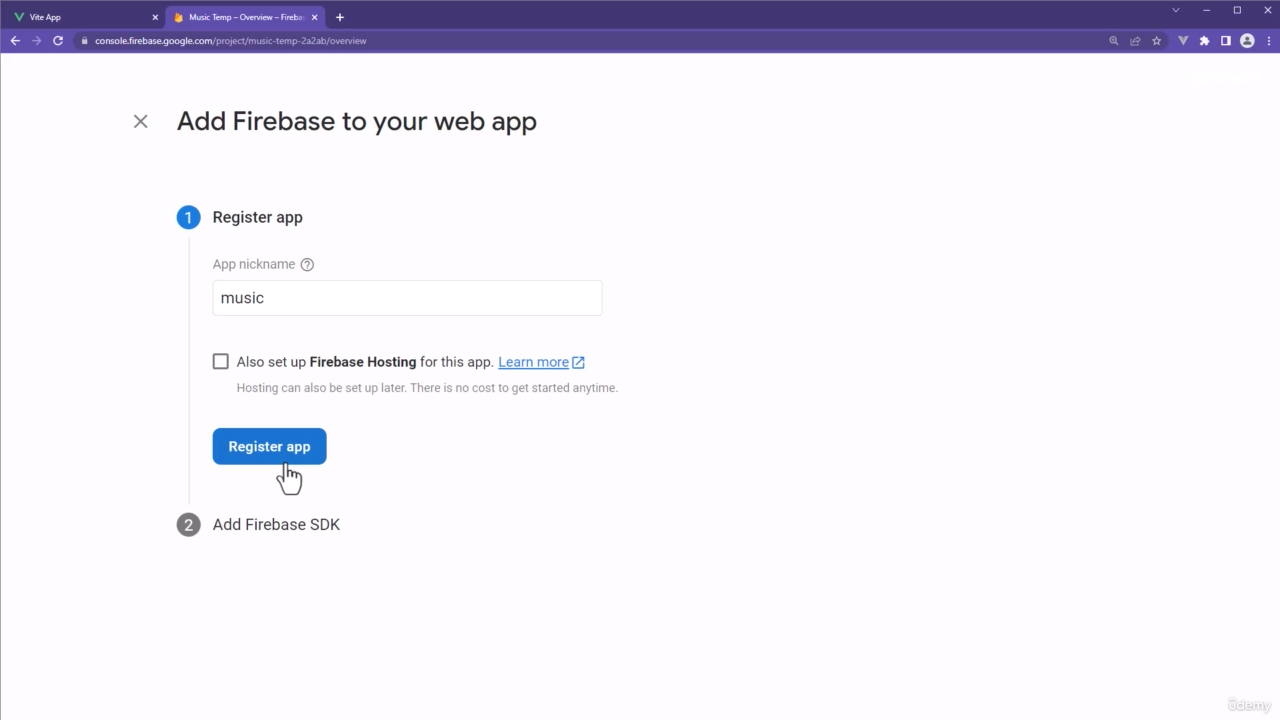 Vite App
Music Temp – Overview – Fireba
console.firebase.google.com/project/music-temp-2a2ab/overview
Add Firebase to your web app
1 Register app
App nickname
music
Also set up Firebase Hosting for this app. Learn more
Hosting can also be set up later. There is no cost to get started anytime.
Register app
2 Add Firebase SDK
ûdemy